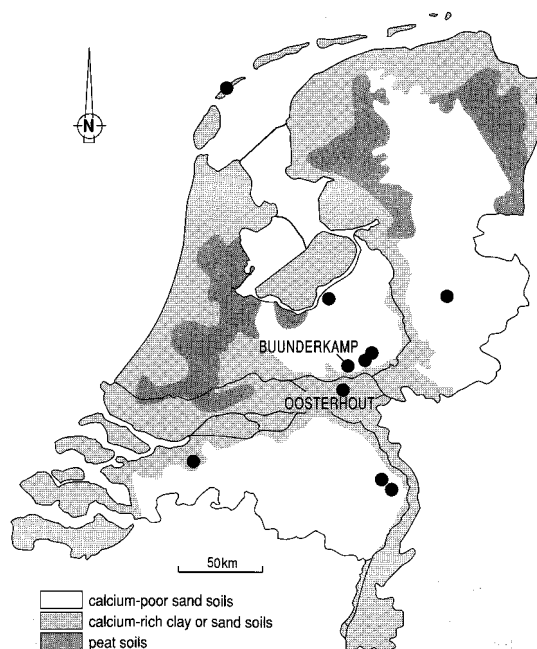 N
BUUNDERKAMP
OOSTERHOUT
50km
calcium-poor sand soils
calcium-rich clay or sand soils
peat soils